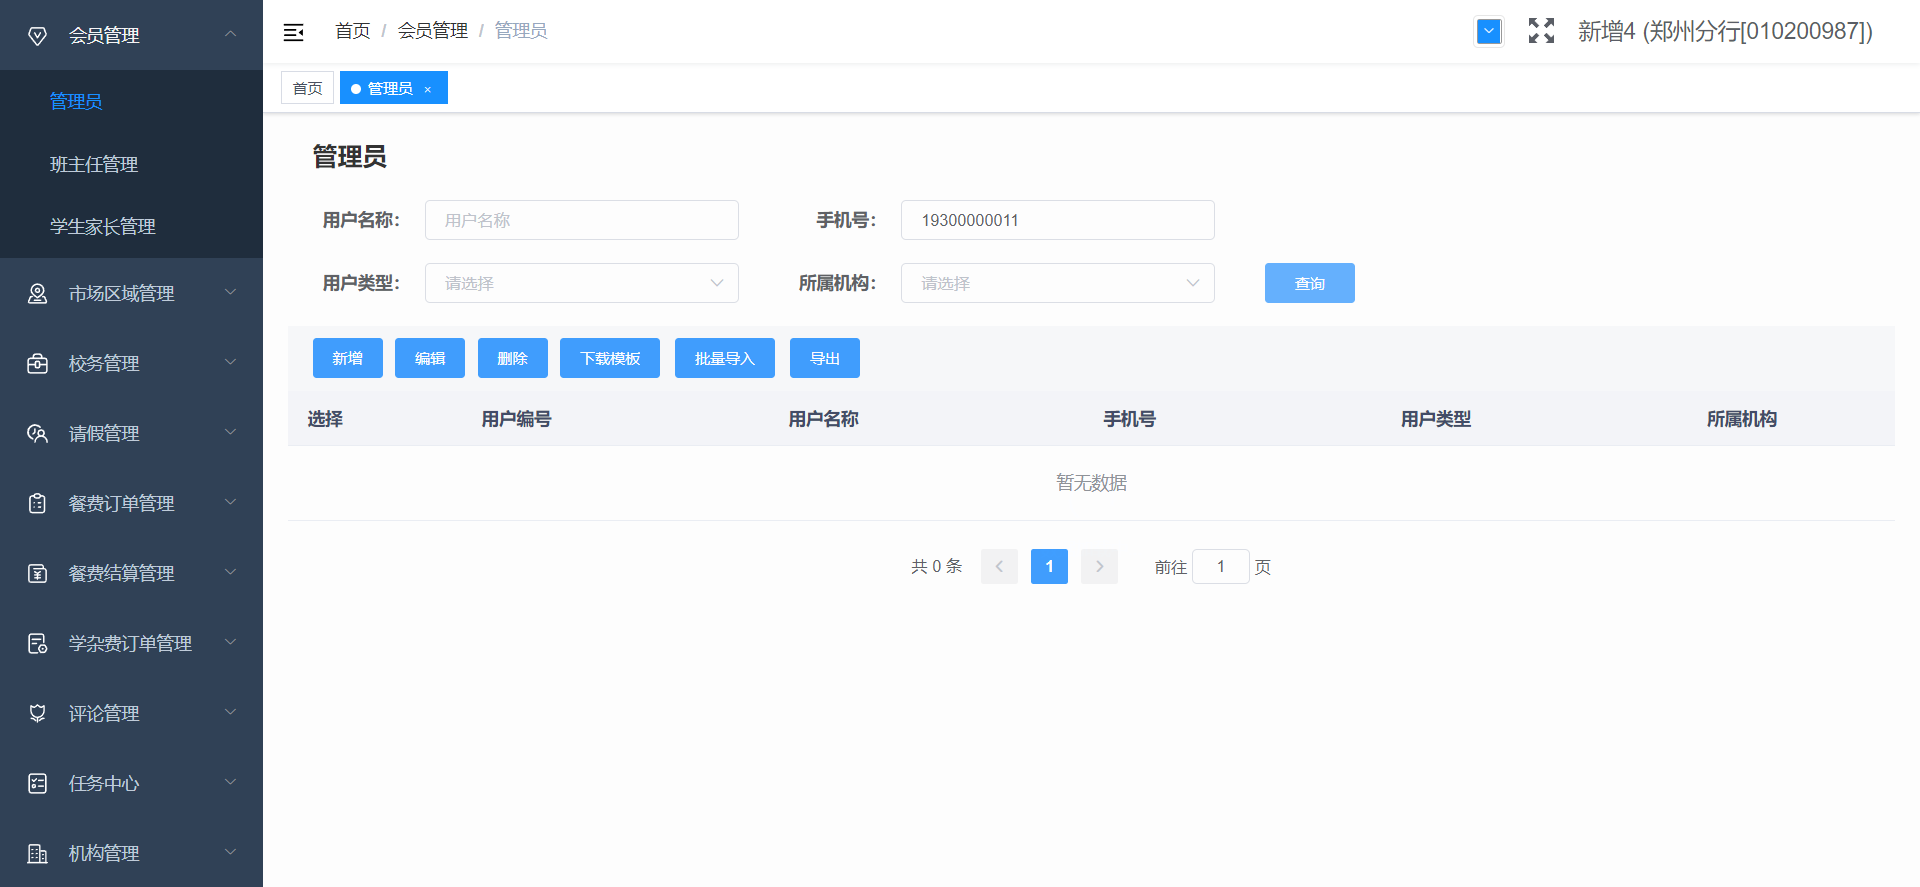 会员管理
管理员
班主任管理
学生家长管理
市场区域管理
校务管理
请假管理
餐费订单管理
餐费结算管理
学杂费订单管理
评论管理
任务中心
机构管理
首页 / 会员管理 / 管理员
新增4 (郑州分行[010200987])
首页
管理员 ×
管理员
用户名称： 用户名称
手机号： 19300000011
用户类型： 请选择
所属机构： 请选择
查询
新增 编辑 删除 下载模板 批量导入 导出
选择 用户编号 用户名称 手机号 用户类型 所属机构
暂无数据
共 0 条 1 前往 1 页